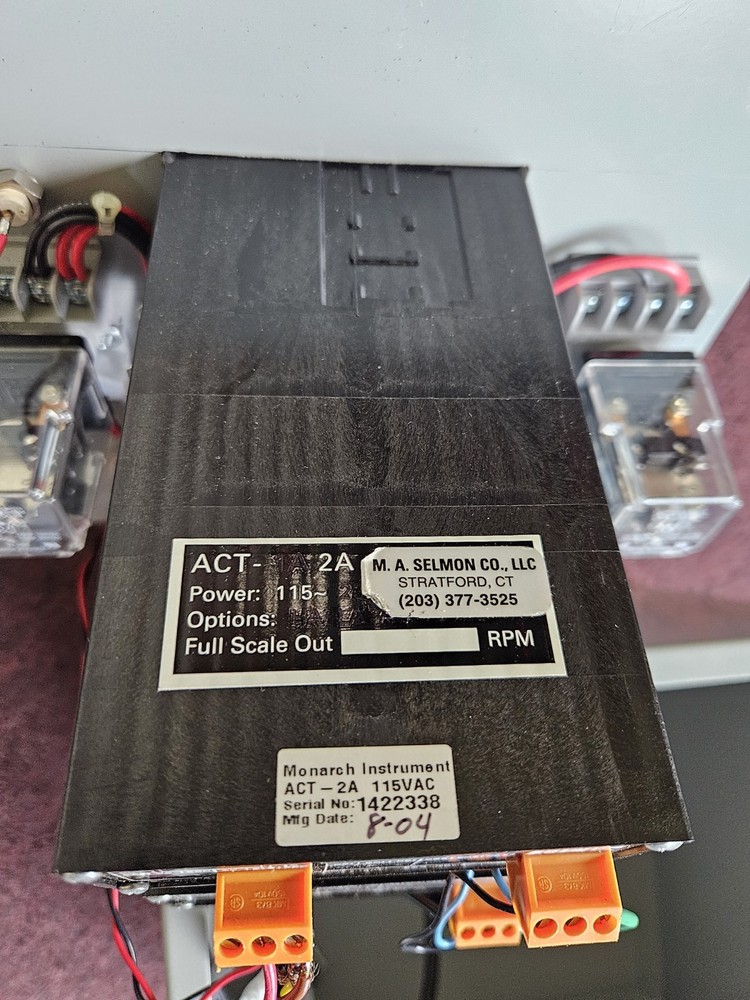 ACT- 2A
Power: 115~
Options:
Full Scale Out RPM
M. A. SELMON CO., LLC
STRATFORD, CT
(203) 377-3525
Monarch Instrument
ACT-2A 115VAC
Serial No: 1422338
Mfg Date: 8-04